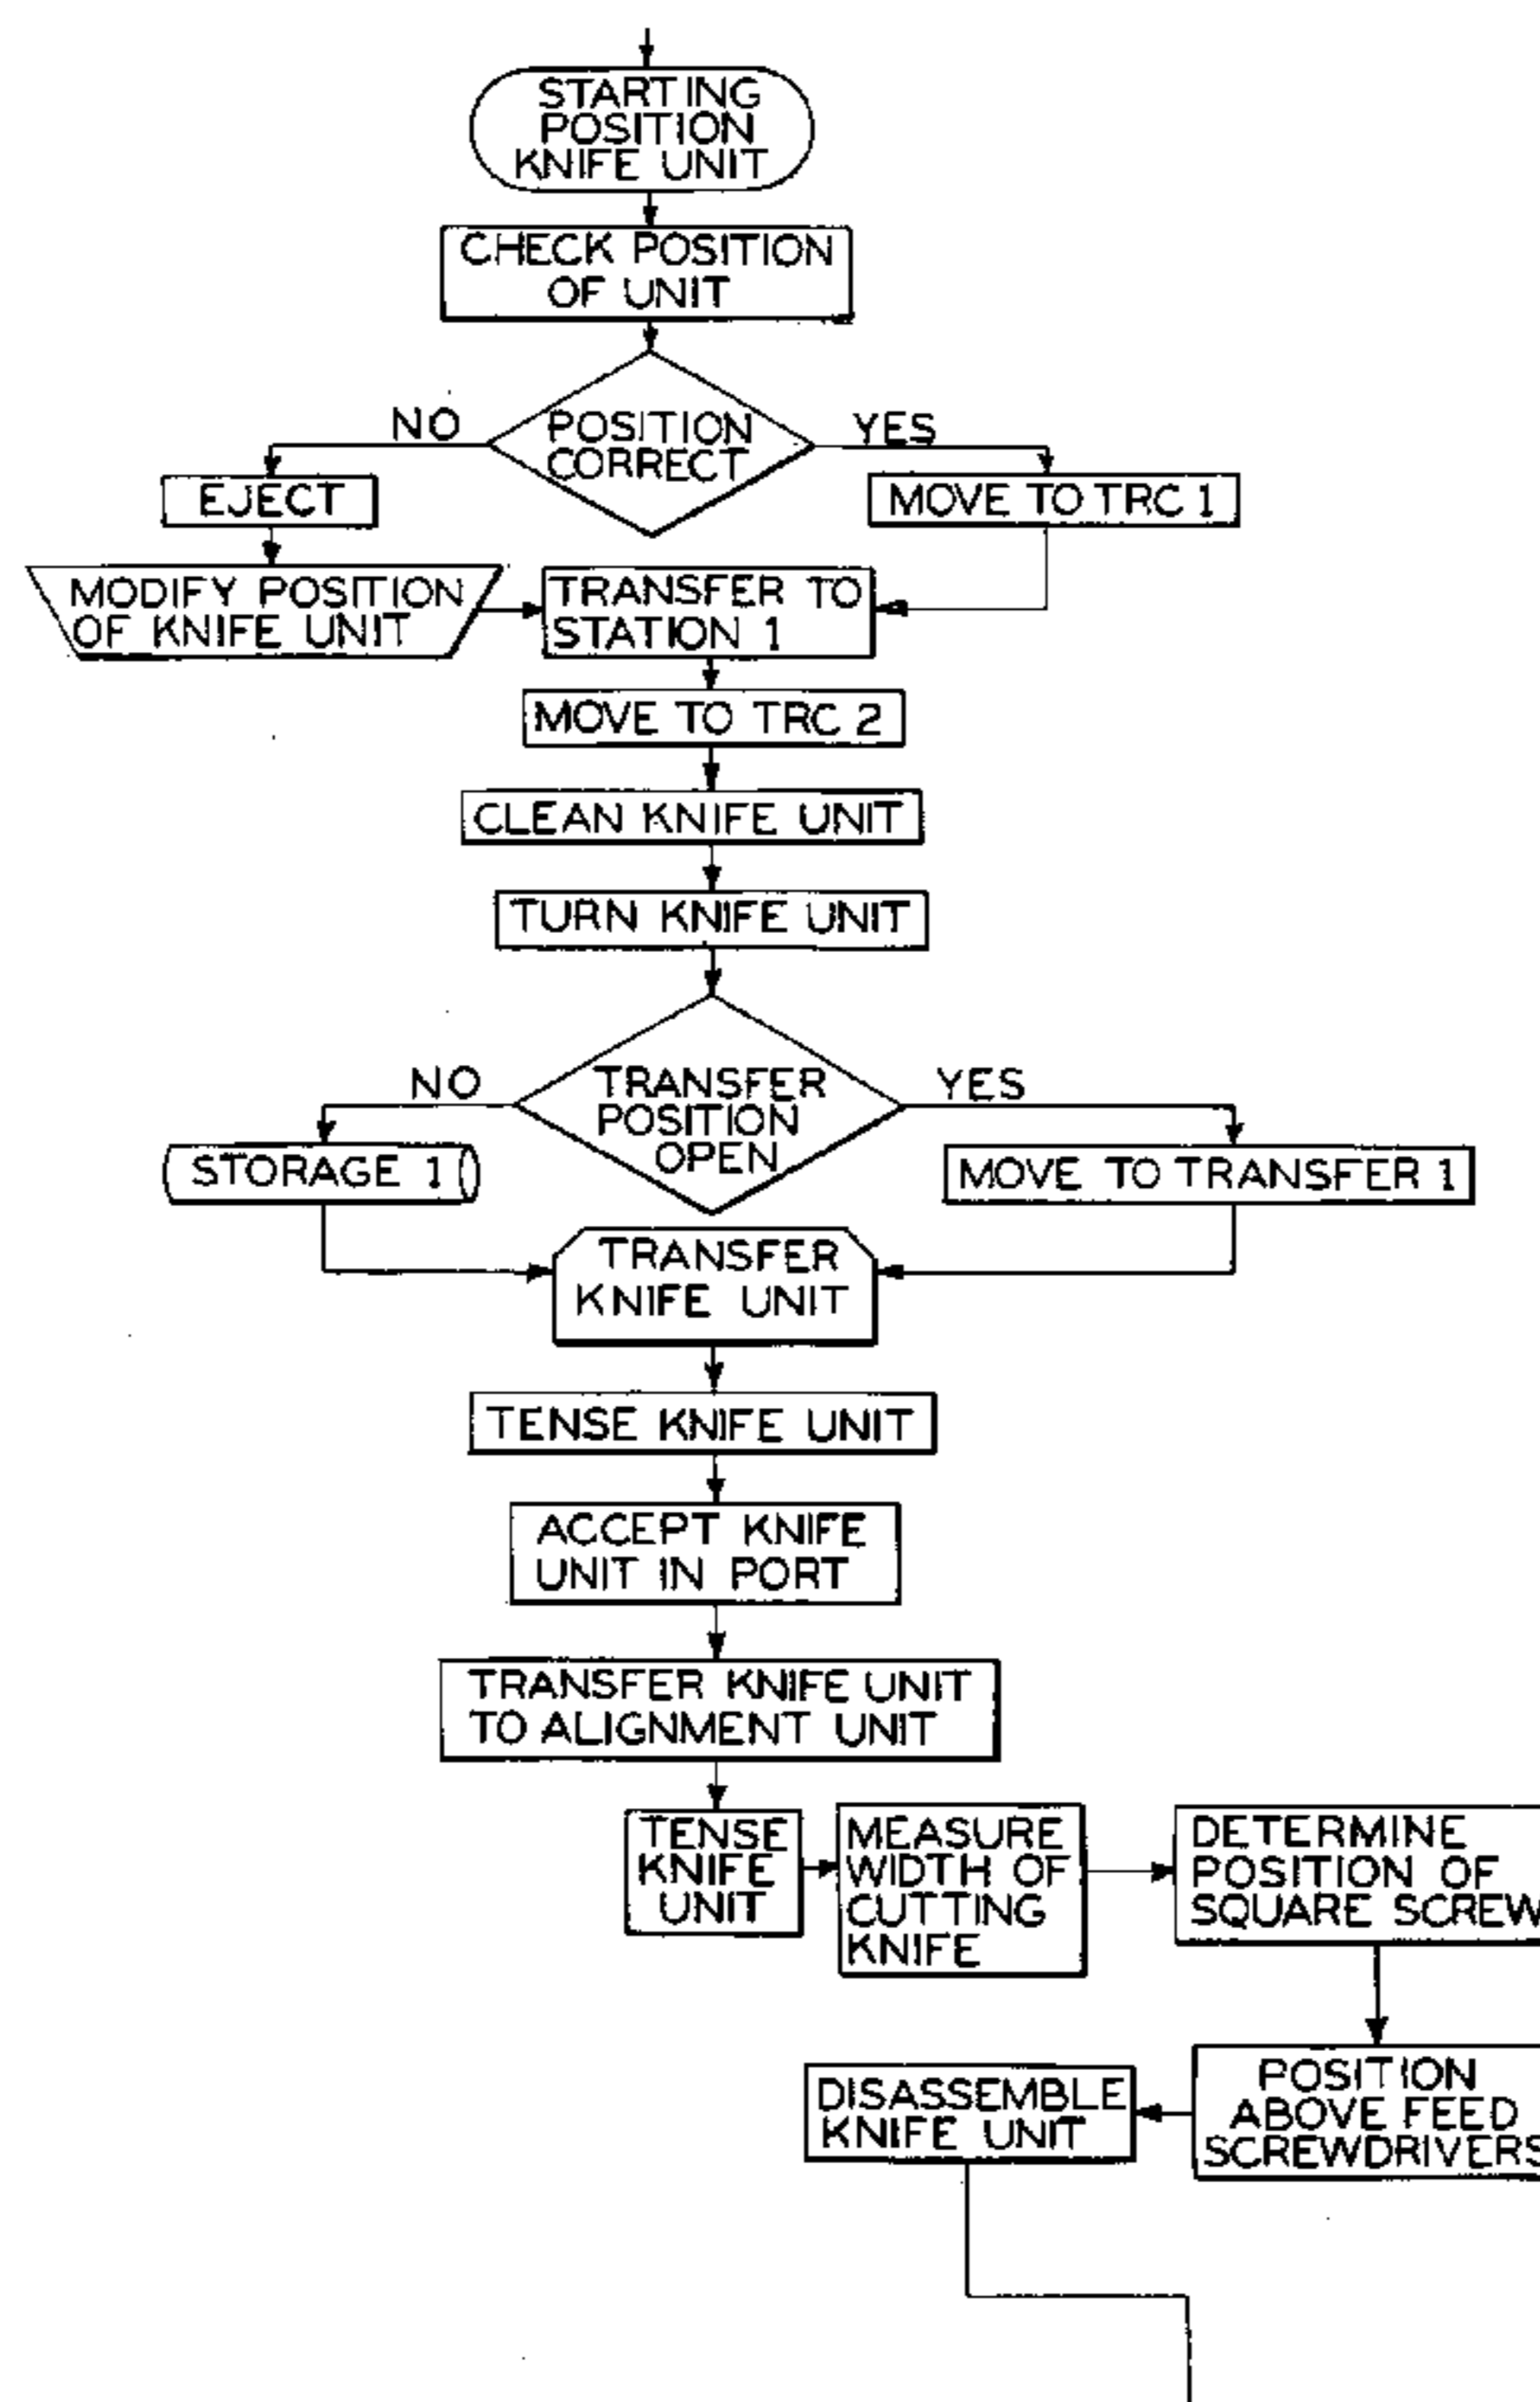 STARTING
POSITION
KNIFE UNIT
CHECK POSITION
OF UNIT
NO
POSITION
CORRECT
YES
EJECT
MOVE TO TRC 1
MODIFY POSITION
OF KNIFE UNIT
TRANSFER TO
STATION 1
MOVE TO TRC 2
CLEAN KNIFE UNIT
TURN KNIFE UNIT
NO
TRANSFER
POSITION
OPEN
YES
STORAGE 1
MOVE TO TRANSFER 1
TRANSFER
KNIFE UNIT
TENSE KNIFE UNIT
ACCEPT KNIFE
UNIT IN PORT
TRANSFER KNIFE UNIT
TO ALIGNMENT UNIT
TENSE
KNIFE
UNIT
MEASURE
WIDTH OF
CUTTING
KNIFE
DETERMINE
POSITION OF
SQUARE SCREW
POSITION
ABOVE FEED
SCREWDRIVERS
DISASSEMBLE
KNIFE UNIT